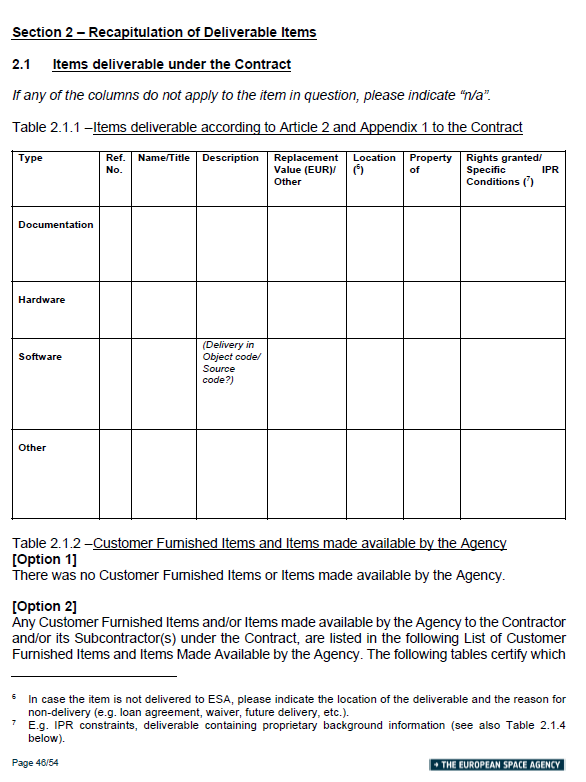 Section 2 – Recapitulation of Deliverable Items
2.1 Items deliverable under the Contract
If any of the columns do not apply to the item in question, please indicate “n/a”.
Table 2.1.1 –Items deliverable according to Article 2 and Appendix 1 to the Contract
Type Ref. No. Name/Title Description Replacement Value (EUR)/ Other Location (6) Property of Rights granted/ Specific IPR Conditions (7)
Documentation
Hardware
Software (Delivery in Object code/ Source code?)
Other
Table 2.1.2 –Customer Furnished Items and Items made available by the Agency
[Option 1]
There was no Customer Furnished Items or Items made available by the Agency.
[Option 2]
Any Customer Furnished Items and/or Items made available by the Agency to the Contractor
and/or its Subcontractor(s) under the Contract, are listed in the following List of Customer
Furnished Items and Items Made Available by the Agency. The following tables certify which
6 In case the item is not delivered to ESA, please indicate the location of the deliverable and the reason for
non-delivery (e.g. loan agreement, waiver, future delivery, etc.).
7 E.g. IPR constraints, deliverable containing proprietary background information (see also Table 2.1.4
below).
Page 46/54
→ THE EUROPEAN SPACE AGENCY